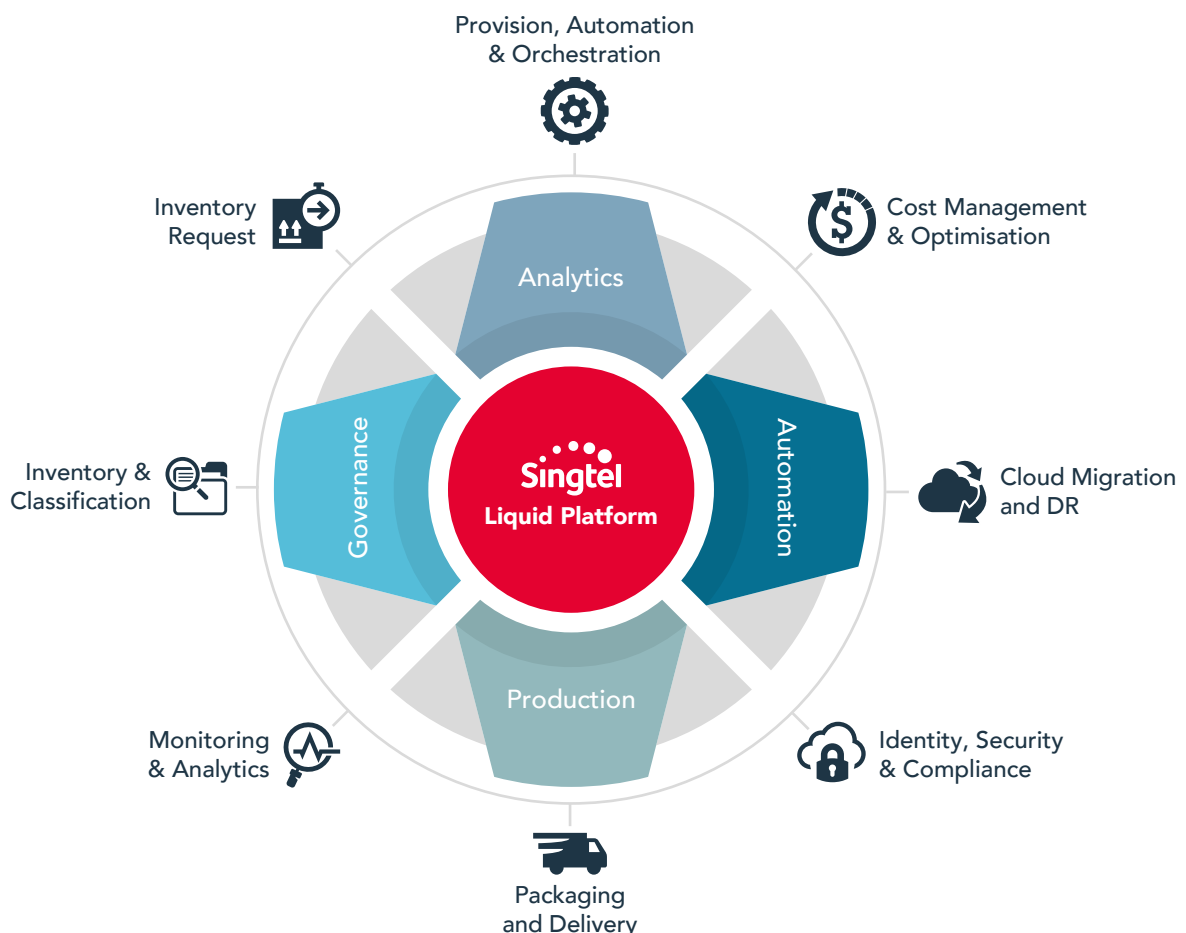 Provision, Automation
& Orchestration
Inventory
Request
Cost Management
& Optimisation
Analytics
Governance
Automation
Singtel
Liquid Platform
Inventory &
Classification
Cloud Migration
and DR
Production
Monitoring
& Analytics
Identity, Security
& Compliance
Packaging
and Delivery